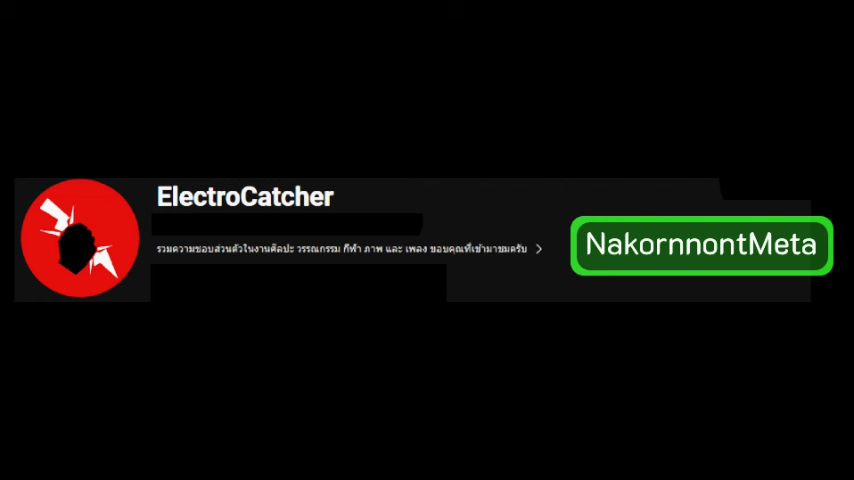 ElectroCatcher
รวมความชอบส่วนตัวในงานศิลปะ วรรณกรรม กีฬา ภาพ และ เพลง ขอบคุณที่เข้ามาชมครับ
NakornnontMeta